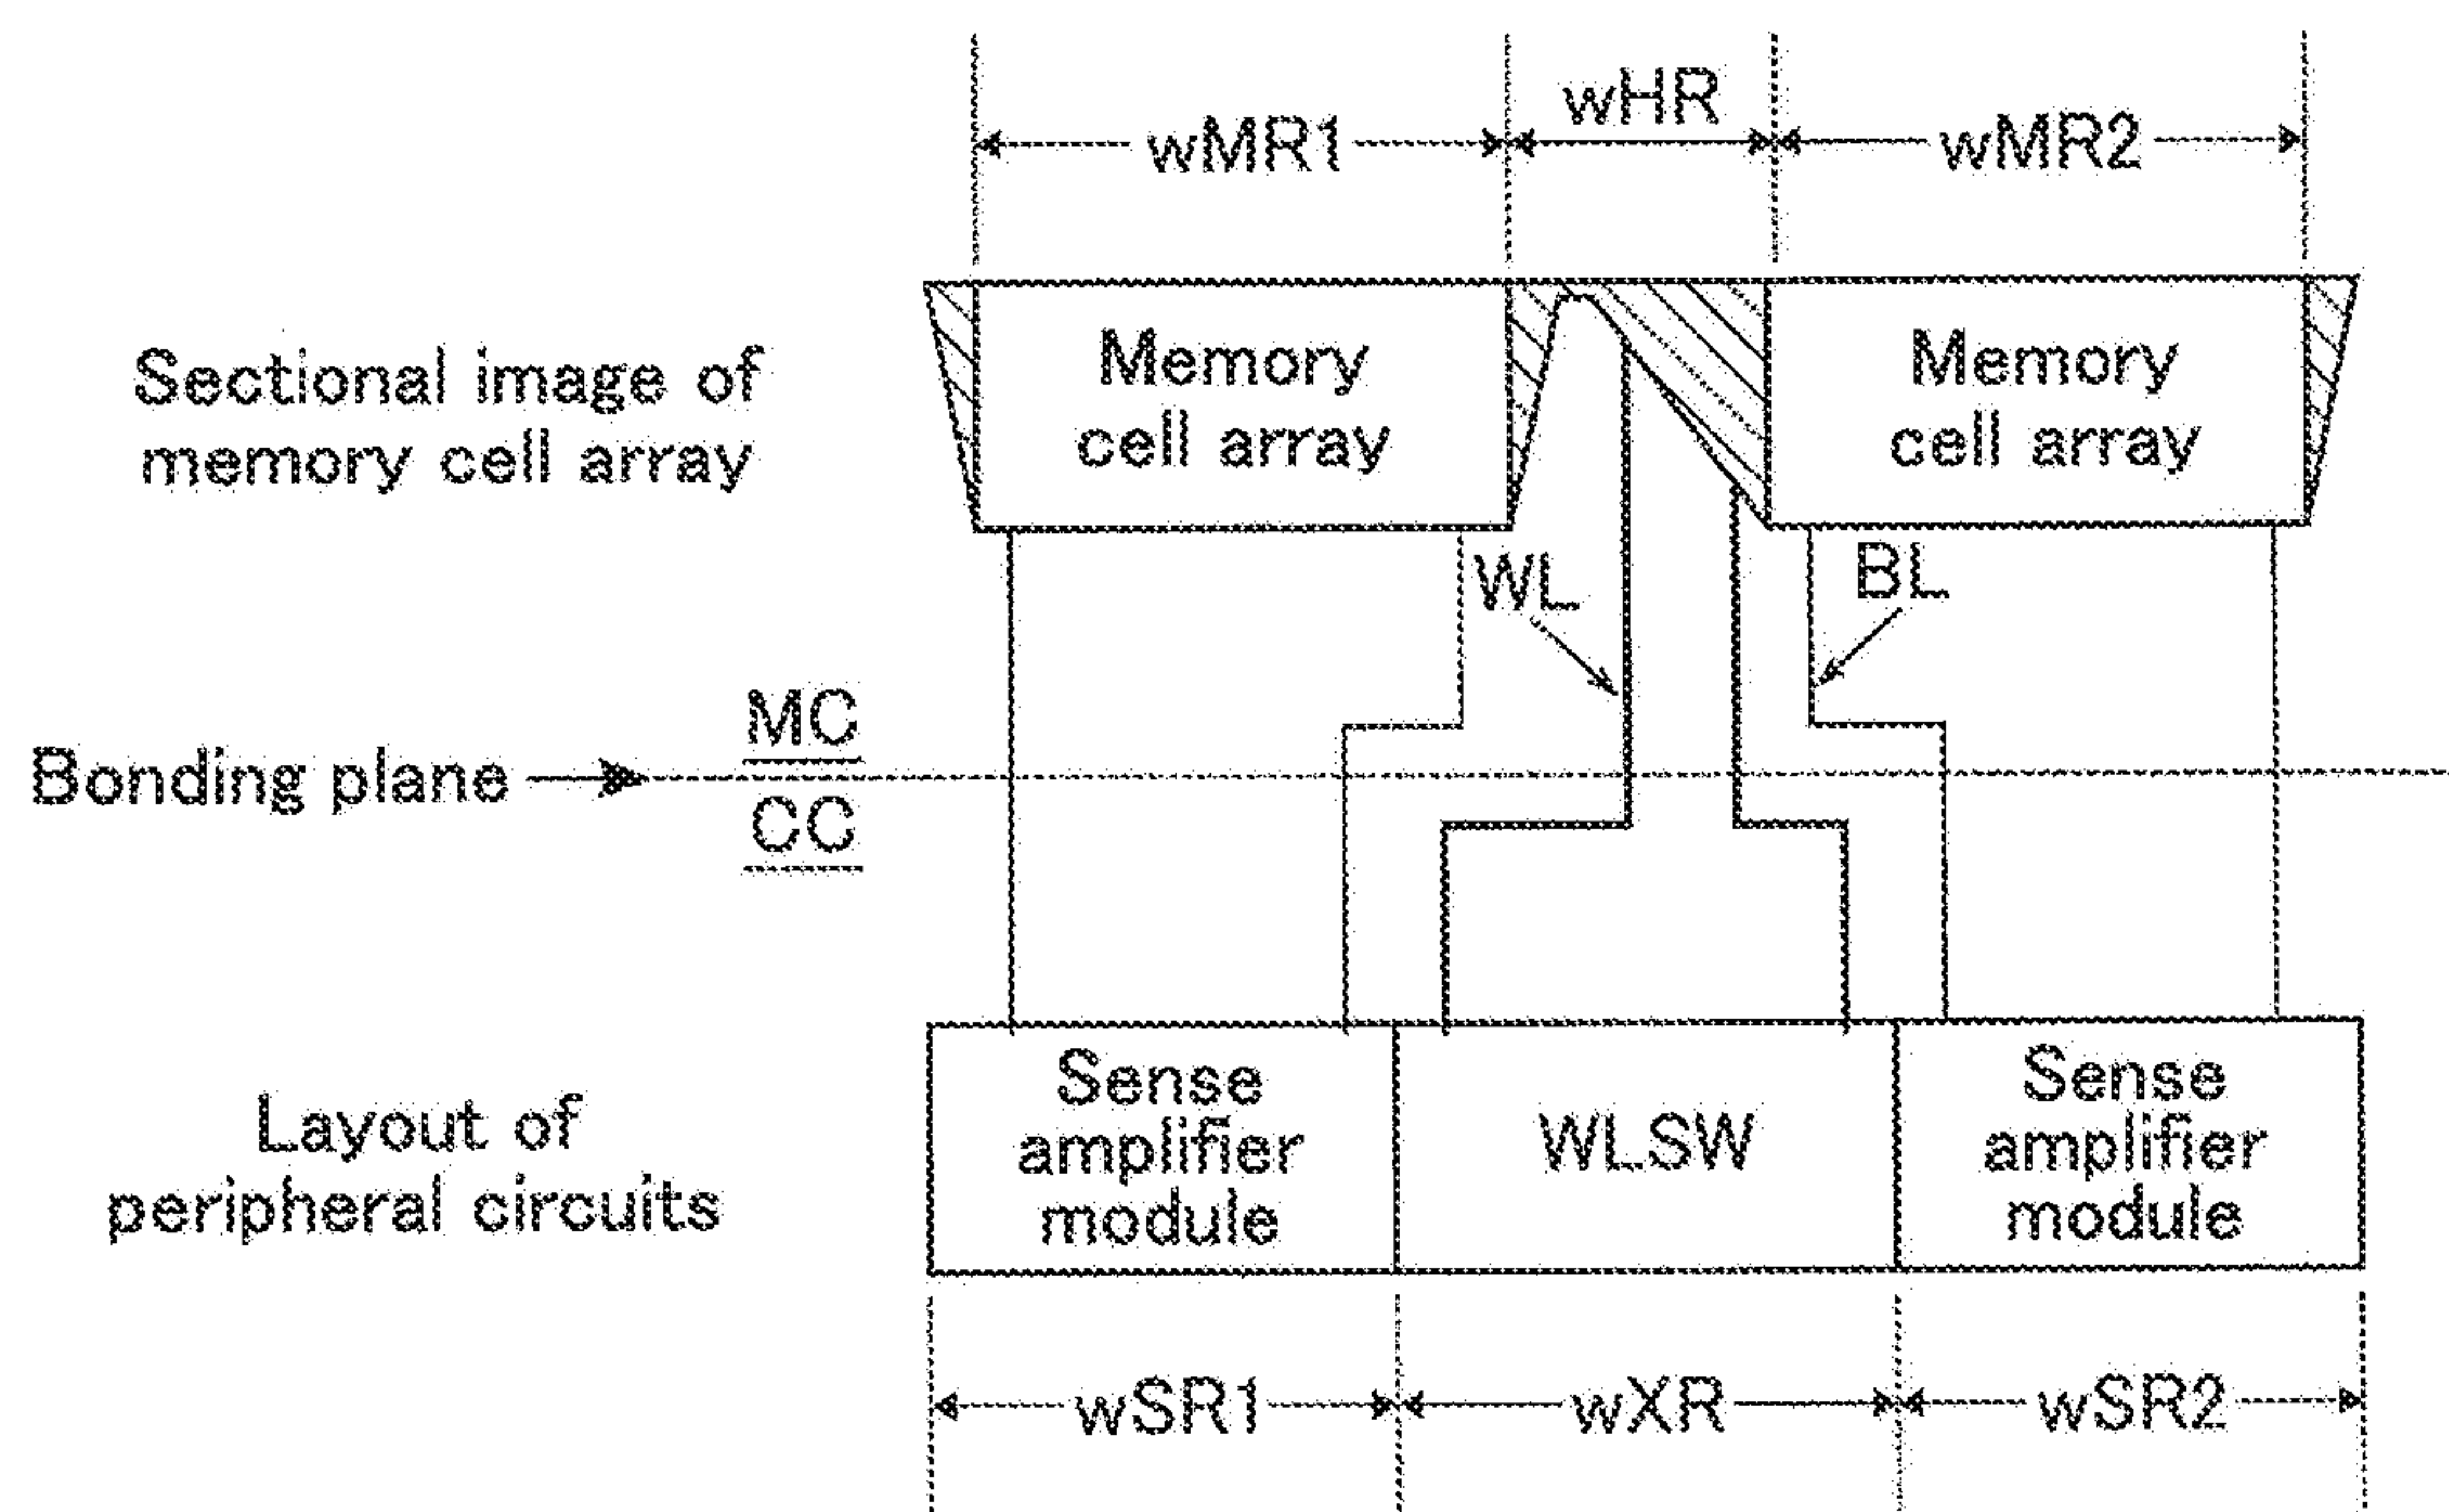 wMR1
wHR
wMR2
Sectional image of
memory cell array
Memory
cell array
Memory
cell array
WL
BL
Bonding plane
MC
CC
Layout of
peripheral circuits
Sense
amplifier
module
WLSW
Sense
amplifier
module
wSR1
wXR
wSR2